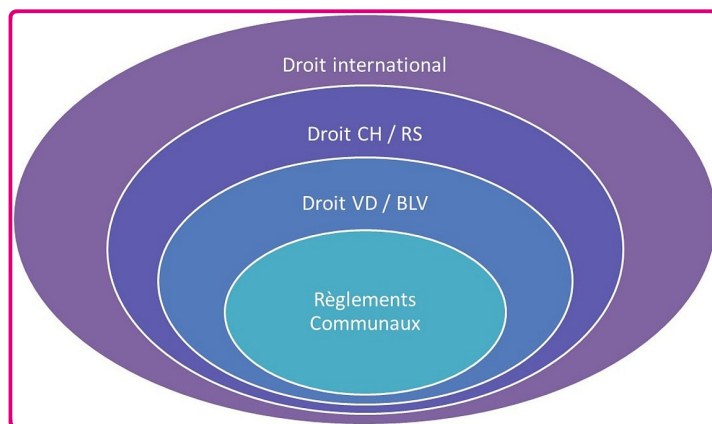 Droit international
Droit CH / RS
Droit VD / BLV
Règlements
Communaux